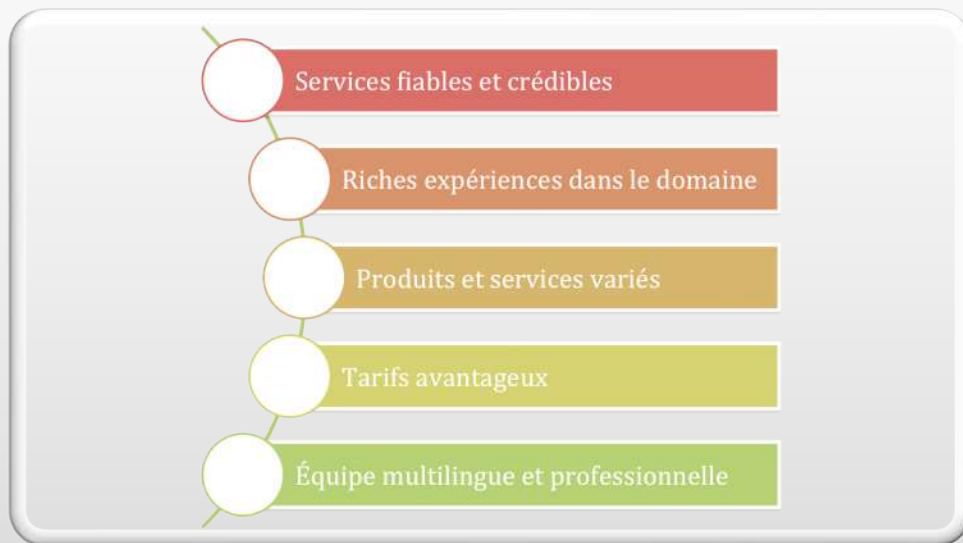 Services fiables et crédibles
Riches expériences dans le domaine
Produits et services variés
Tarifs avantageux
Équipe multilingue et professionnelle